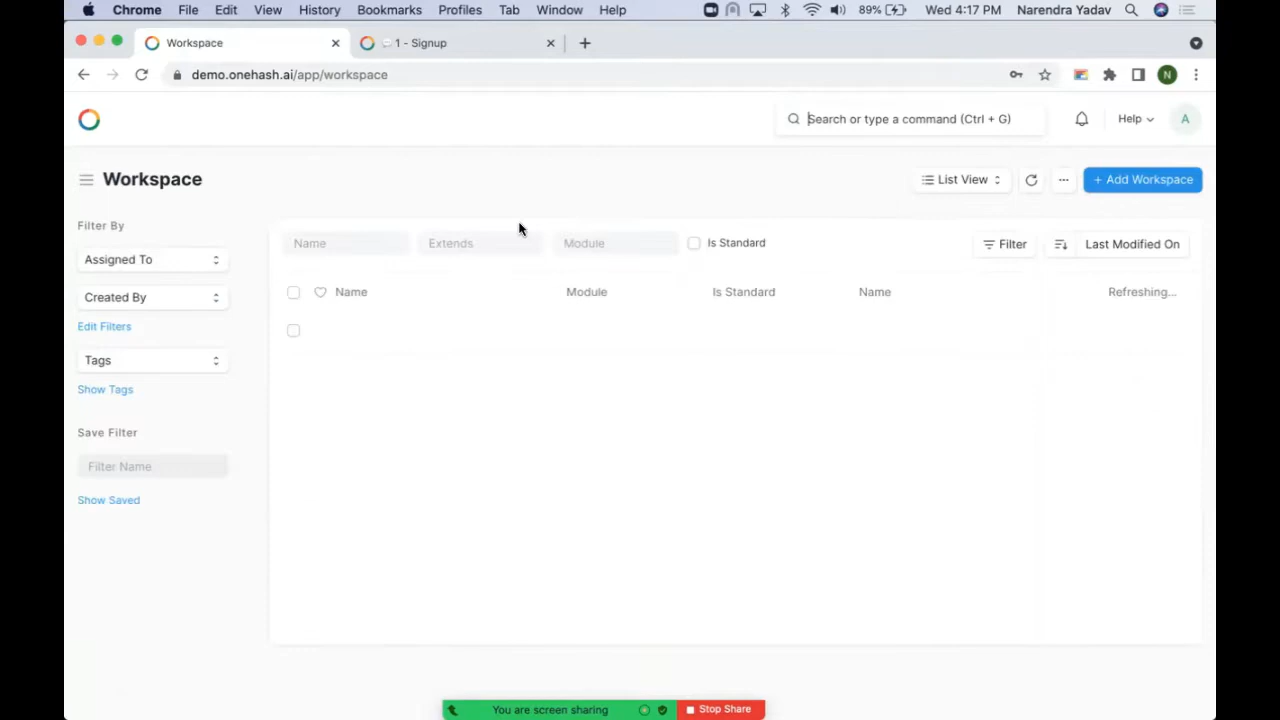 Chrome File Edit View History Bookmarks Profiles Tab Window Help 89% Wed 4:17 PM Narendra Yadav
Workspace 1 - Signup
demo.onehash.ai/app/workspace N
Search or type a command (Ctrl + G) Help A
Workspace List View ... + Add Workspace
Filter By
Assigned To
Created By
Edit Filters
Tags
Show Tags
Save Filter
Filter Name
Show Saved
Name Extends Module Is Standard Filter Last Modified On
Name Module Is Standard Name Refreshing...
You are screen sharing Stop Share